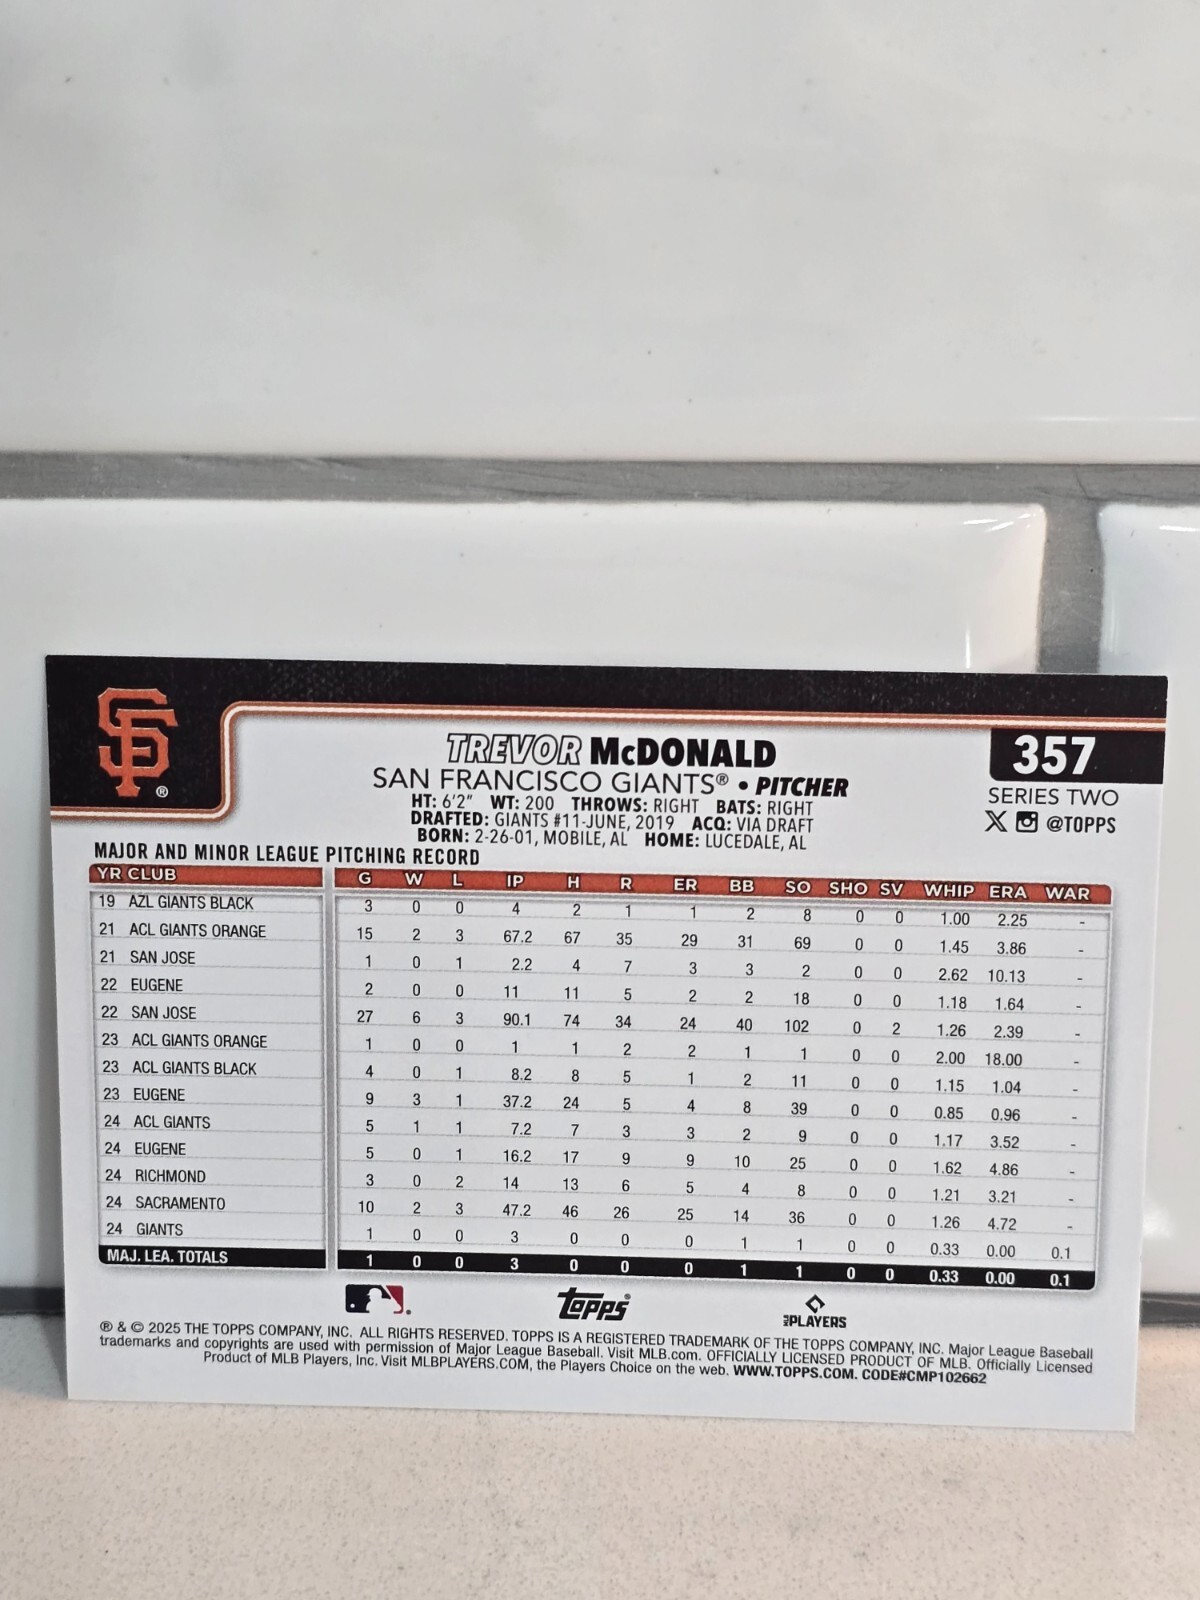 SF ®
TREVOR McDONALD
357
SAN FRANCISCO GIANTS® • PITCHER
SERIES TWO
HT: 6'2" WT: 200 THROWS: RIGHT BATS: RIGHT
@TOPPS
DRAFTED: GIANTS #11-JUNE, 2019 ACQ: VIA DRAFT
BORN: 2-26-01, MOBILE, AL HOME: LUCEDALE, AL
MAJOR AND MINOR LEAGUE PITCHING RECORD
YR CLUB G W L IP H R ER BB SO SHO SV WHIP ERA WAR
19 AZL GIANTS BLACK 3 0 0 4 2 1 1 2 8 0 0 1.00 2.25 -
21 ACL GIANTS ORANGE 15 2 3 67.2 67 35 29 31 69 0 0 1.45 3.86 -
21 SAN JOSE 1 0 1 2.2 4 7 3 3 2 0 0 2.62 10.13 -
22 EUGENE 2 0 0 11 11 5 2 2 18 0 0 1.18 1.64 -
22 SAN JOSE 27 6 3 90.1 74 34 24 40 102 0 2 1.26 2.39 -
23 ACL GIANTS ORANGE 1 0 0 1 1 2 2 1 1 0 0 2.00 18.00 -
23 ACL GIANTS BLACK 4 0 1 8.2 8 5 1 2 11 0 0 1.15 1.04 -
23 EUGENE 9 3 1 37.2 24 5 4 8 39 0 0 0.85 0.96 -
24 ACL GIANTS 5 1 1 7.2 7 3 3 2 9 0 0 1.17 3.52 -
24 EUGENE 5 0 1 16.2 17 9 9 10 25 0 0 1.62 4.86 -
24 RICHMOND 3 0 2 14 13 6 5 4 8 0 0 1.21 3.21 -
24 SACRAMENTO 10 2 3 47.2 46 26 25 14 36 0 0 1.26 4.72 -
24 GIANTS 1 0 0 3 0 0 0 1 1 0 0 0.33 0.00 0.1
MAJ. LEA. TOTALS 1 0 0 3 0 0 0 1 1 0 0 0.33 0.00 0.1
Topps® MLB PLAYERS
® & © 2025 THE TOPPS COMPANY, INC. ALL RIGHTS RESERVED. TOPPS IS A REGISTERED TRADEMARK OF THE TOPPS COMPANY, INC. Major League Baseball
trademarks and copyrights are used with permission of Major League Baseball. Visit MLB.com. OFFICIALLY LICENSED PRODUCT OF MLB. Officially Licensed
Product of MLB Players, Inc. Visit MLBPLAYERS.COM, the Players Choice on the web. WWW.TOPPS.COM. CODE#CMP102662